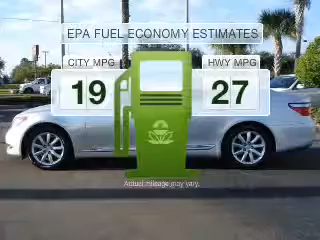 EPA FUEL ECONOMY ESTIMATES
CITY MPG HWY MPG
19 27
Actual mileage may vary.